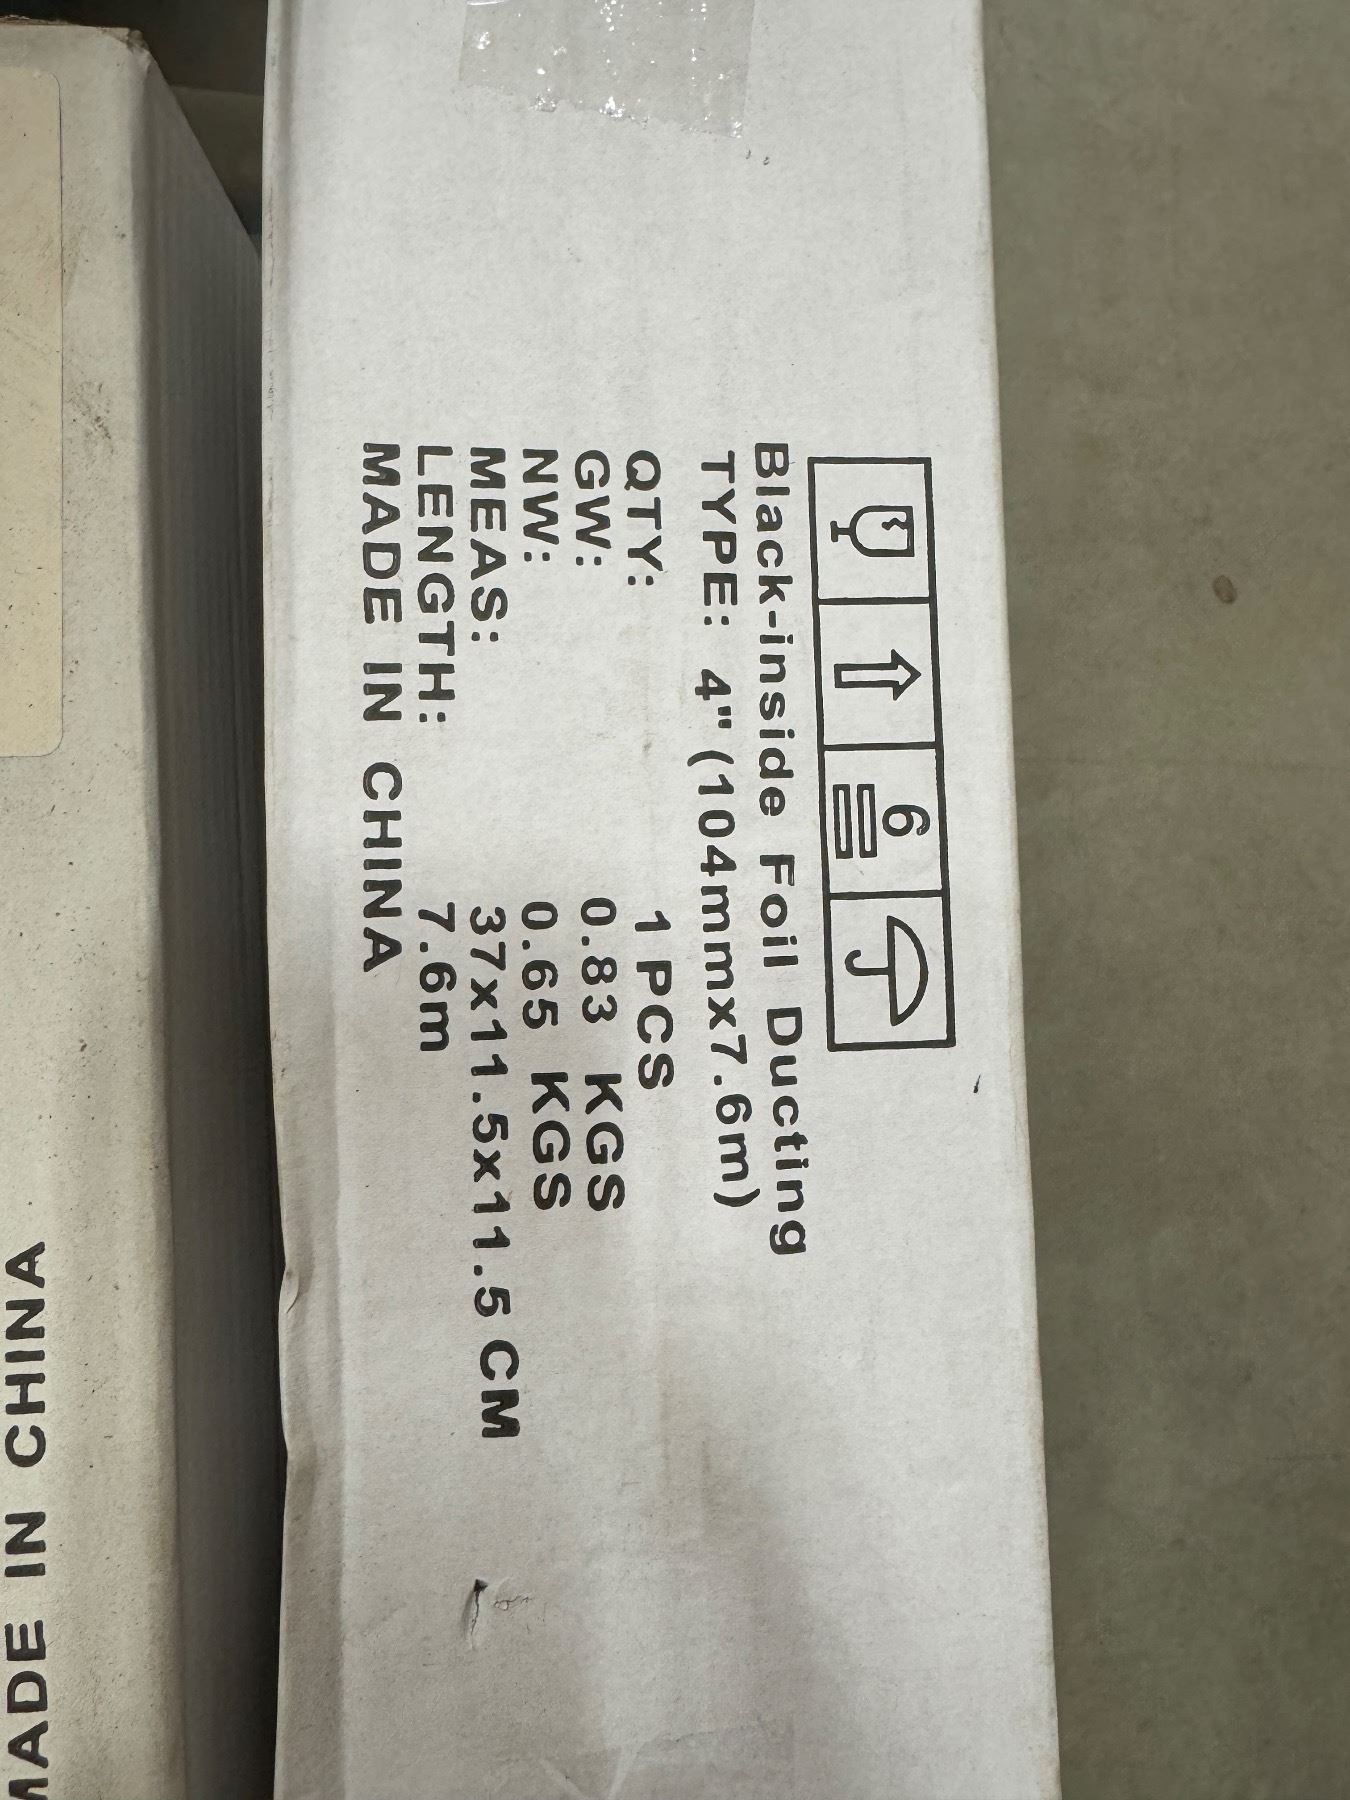 6
Black-inside Foil Ducting
TYPE: 4" (104mmx7.6m)
QTY: 1 PCS
GW: 0.83 KGS
NW: 0.65 KGS
MEAS: 37x11.5x11.5 CM
LENGTH: 7.6m
MADE IN CHINA
MADE IN CHINA